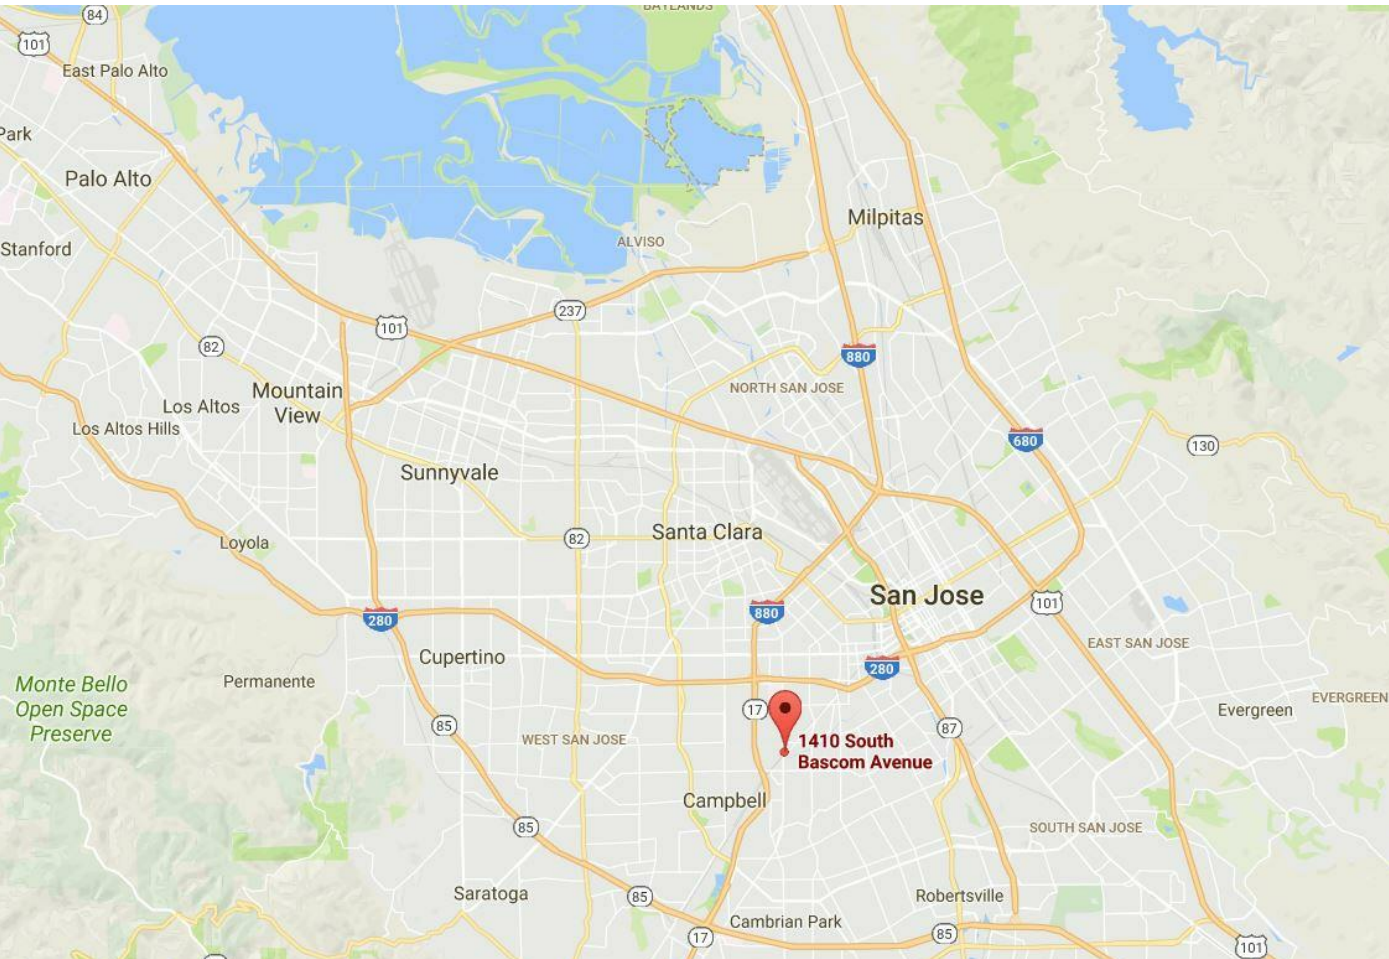 BAYLANDS
84
101
East Palo Alto
Park
Palo Alto
Milpitas
Stanford
ALVISO
237
101
82
880
Mountain
View
NORTH SAN JOSE
Los Altos
Los Altos Hills
680
130
Sunnyvale
Santa Clara
82
Loyola
San Jose
101
880
280
EAST SAN JOSE
Cupertino
280
Permanente
Monte Bello
Open Space
Preserve
EVERGREEN
Evergreen
17
85
87
WEST SAN JOSE
1410 South
Bascom Avenue
Campbell
85
SOUTH SAN JOSE
Saratoga
85
Robertsville
Cambrian Park
17
85
101